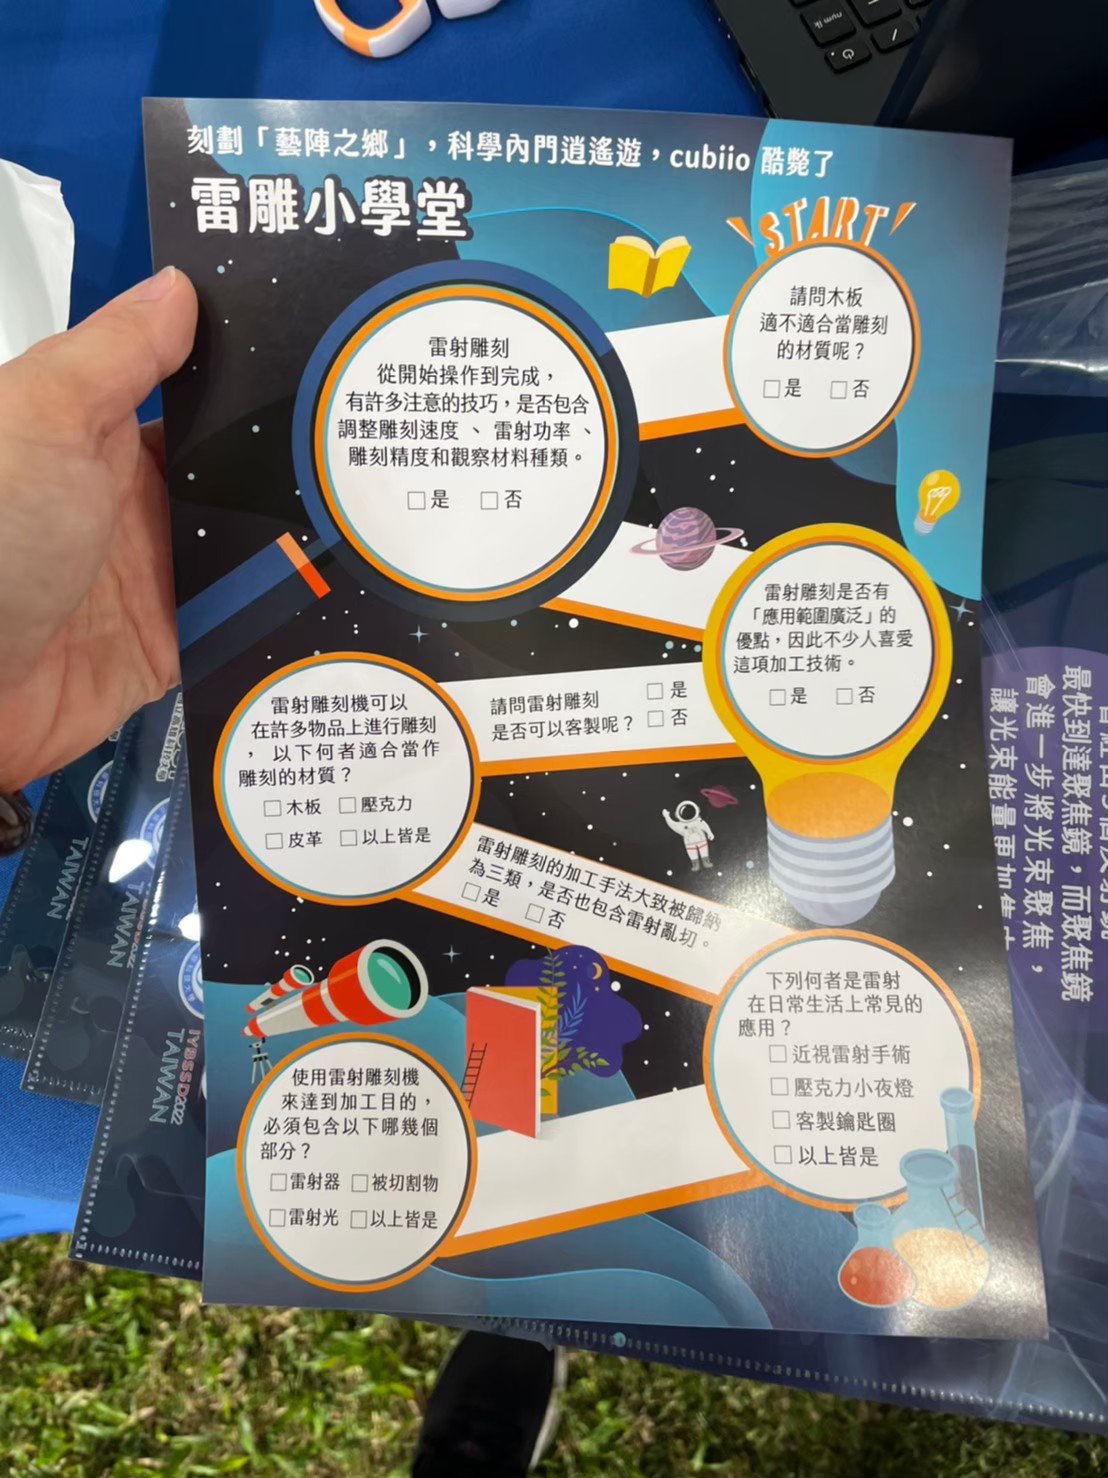 刻劃「藝陣之鄉」，科學內門逍遙遊，cubiio 酷斃了
雷雕小學堂
START
請問木板
適不適合當雕刻
的材質呢？
□是 □否
雷射雕刻
從開始操作到完成，
有許多注意的技巧，是否包含
調整雕刻速度 、 雷射功率 、
雕刻精度和觀察材料種類。
□是 □否
雷射雕刻是否有
「應用範圍廣泛」的
優點，因此不少人喜愛
這項加工技術。
□是 □否
請問雷射雕刻
是否可以客製呢？
□是
□否
雷射雕刻機可以
在許多物品上進行雕刻
， 以下何者適合當作
雕刻的材質？
□木板 □壓克力
□皮革 □以上皆是
雷射雕刻的加工手法大致被歸納
為三類，是否也包含雷射亂切。
□是 □否
下列何者是雷射
在日常生活上常見的
應用？
□近視雷射手術
□壓克力小夜燈
□客製鑰匙圈
□以上皆是
使用雷射雕刻機
來達到加工目的，
必須包含以下哪幾個
部分？
□雷射器 □被切割物
□雷射光 □以上皆是
最快到達聚焦鏡，而聚焦鏡
會進一步將光束聚焦，
讓光束能量更加集中
TAIWAN
TAIWAN
TAIWAN